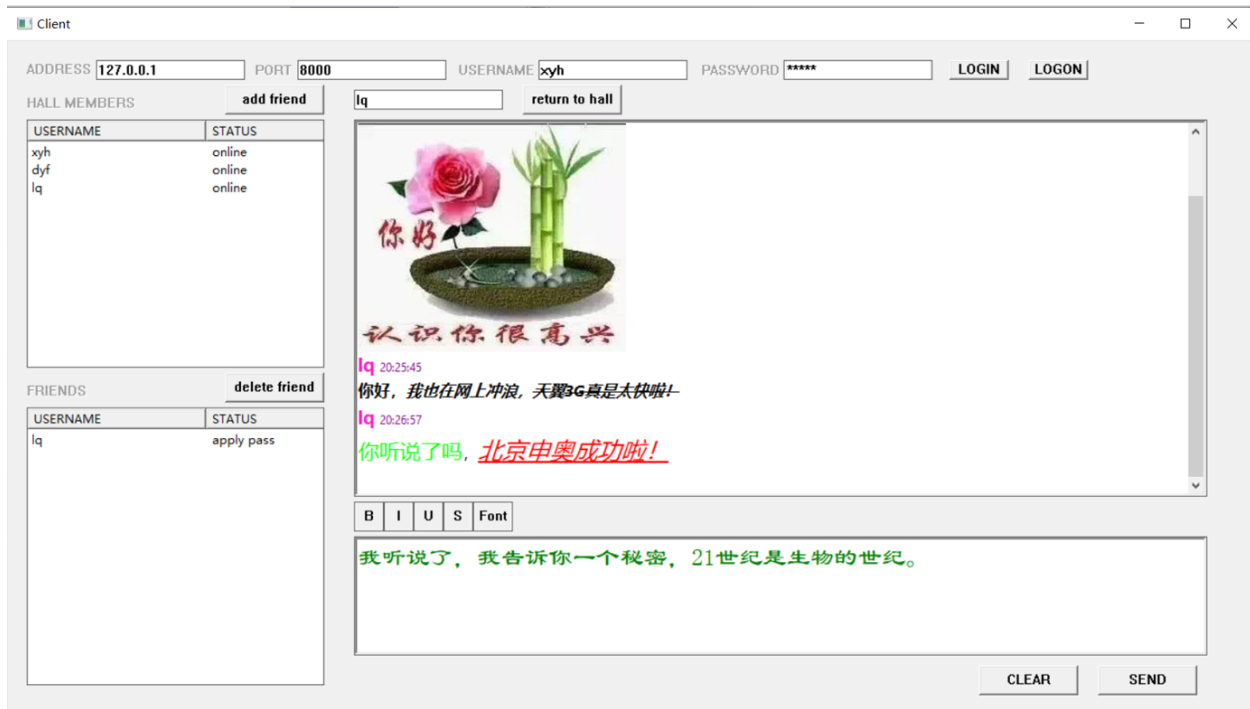 Client
ADDRESS 127.0.0.1 PORT 8000 USERNAME xyh PASSWORD ***** LOGIN LOGON
HALL MEMBERS add friend lq return to hall
USERNAME STATUS
xyh online
dyf online
lq online
你好
认识你很高兴
lq 20:25:45
你好，我也在网上冲浪，天翼3G真是太快啦！
lq 20:26:57
你听说了吗，北京申奥成功啦！
FRIENDS delete friend
USERNAME STATUS
lq apply pass
B I U S Font
我听说了，我告诉你一个秘密，21世纪是生物的世纪。
CLEAR SEND